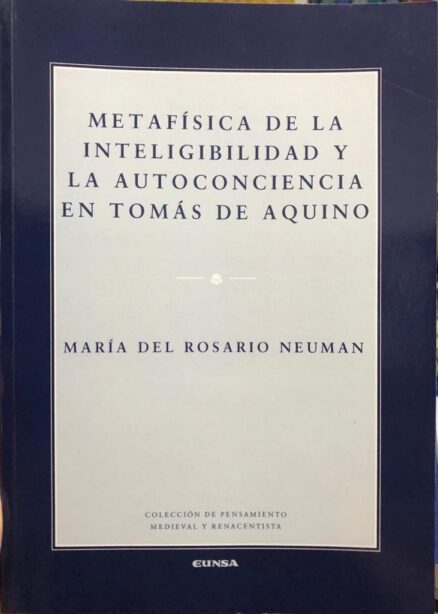 METAFÍSICA DE LA
INTELIGIBILIDAD Y
LA AUTOCONCIENCIA
EN TOMÁS DE AQUINO
MARÍA DEL ROSARIO NEUMAN
COLECCIÓN DE PENSAMIENTO
MEDIEVAL Y RENACENTISTA
EUNSA